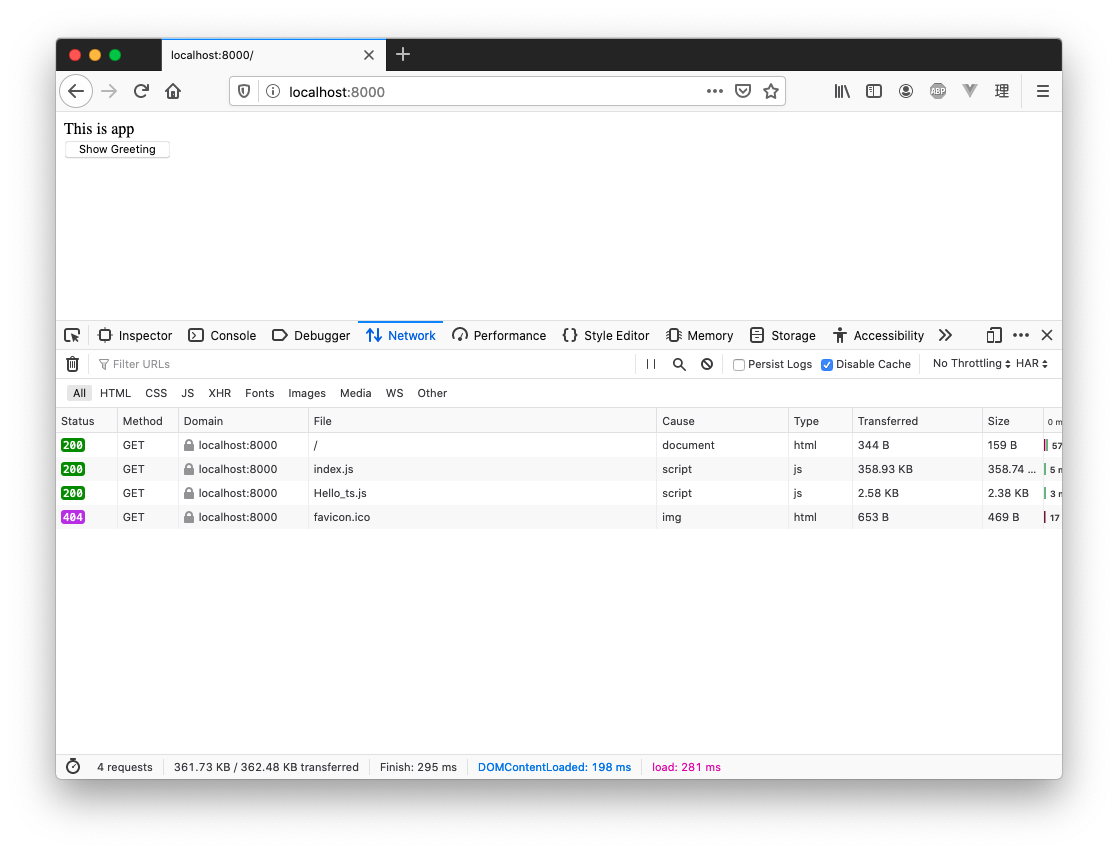 localhost:8000/
localhost:8000
ABP
理
This is app
Show Greeting
Inspector Console Debugger Network Performance Style Editor Memory Storage Accessibility
Filter URLs Persist Logs Disable Cache No Throttling HAR
All HTML CSS JS XHR Fonts Images Media WS Other
Status Method Domain File Cause Type Transferred Size 0 m
200 GET localhost:8000 / document html 344 B 159 B 57
200 GET localhost:8000 index.js script js 358.93 KB 358.74 ... 5 m
200 GET localhost:8000 Hello_ts.js script js 2.58 KB 2.38 KB 3 m
404 GET localhost:8000 favicon.ico img html 653 B 469 B 17
4 requests 361.73 KB / 362.48 KB transferred Finish: 295 ms DOMContentLoaded: 198 ms load: 281 ms